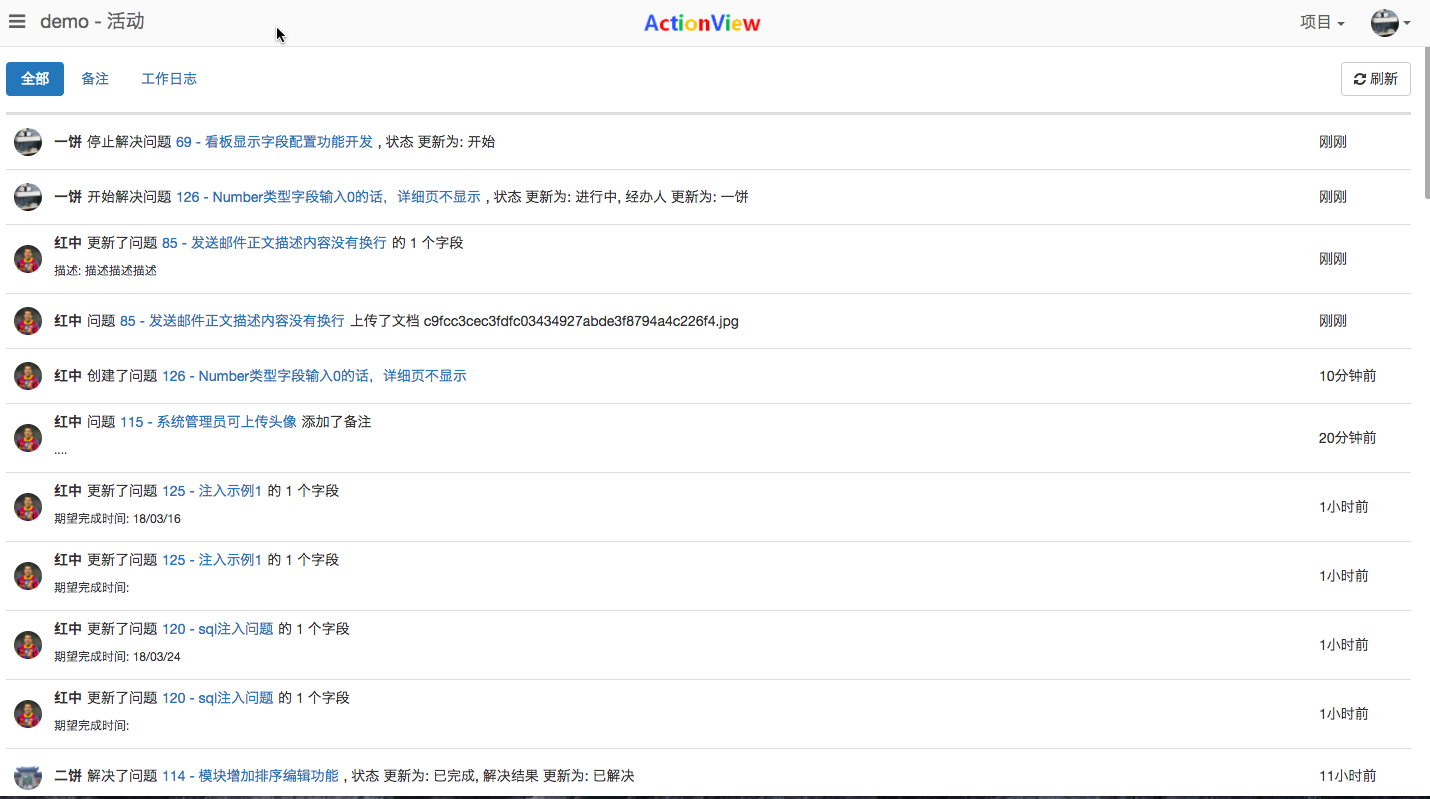 demo - 活动 ActionView 项目
全部 备注 工作日志 刷新
一饼 停止解决问题 69 - 看板显示字段配置功能开发 , 状态 更新为: 开始 刚刚
一饼 开始解决问题 126 - Number类型字段输入0的话，详细页不显示 , 状态 更新为: 进行中, 经办人 更新为: 一饼 刚刚
红中 更新了问题 85 - 发送邮件正文描述内容没有换行 的 1 个字段
描述: 描述描述描述 刚刚
红中 问题 85 - 发送邮件正文描述内容没有换行 上传了文档 c9fcc3cec3fdfc03434927abde3f8794a4c226f4.jpg 刚刚
红中 创建了问题 126 - Number类型字段输入0的话，详细页不显示 10分钟前
红中 问题 115 - 系统管理员可上传头像 添加了备注
.... 20分钟前
红中 更新了问题 125 - 注入示例1 的 1 个字段
期望完成时间: 18/03/16 1小时前
红中 更新了问题 125 - 注入示例1 的 1 个字段
期望完成时间: 1小时前
红中 更新了问题 120 - sql注入问题 的 1 个字段
期望完成时间: 18/03/24 1小时前
红中 更新了问题 120 - sql注入问题 的 1 个字段
期望完成时间: 1小时前
二饼 解决了问题 114 - 模块增加排序编辑功能 , 状态 更新为: 已完成, 解决结果 更新为: 已解决 11小时前